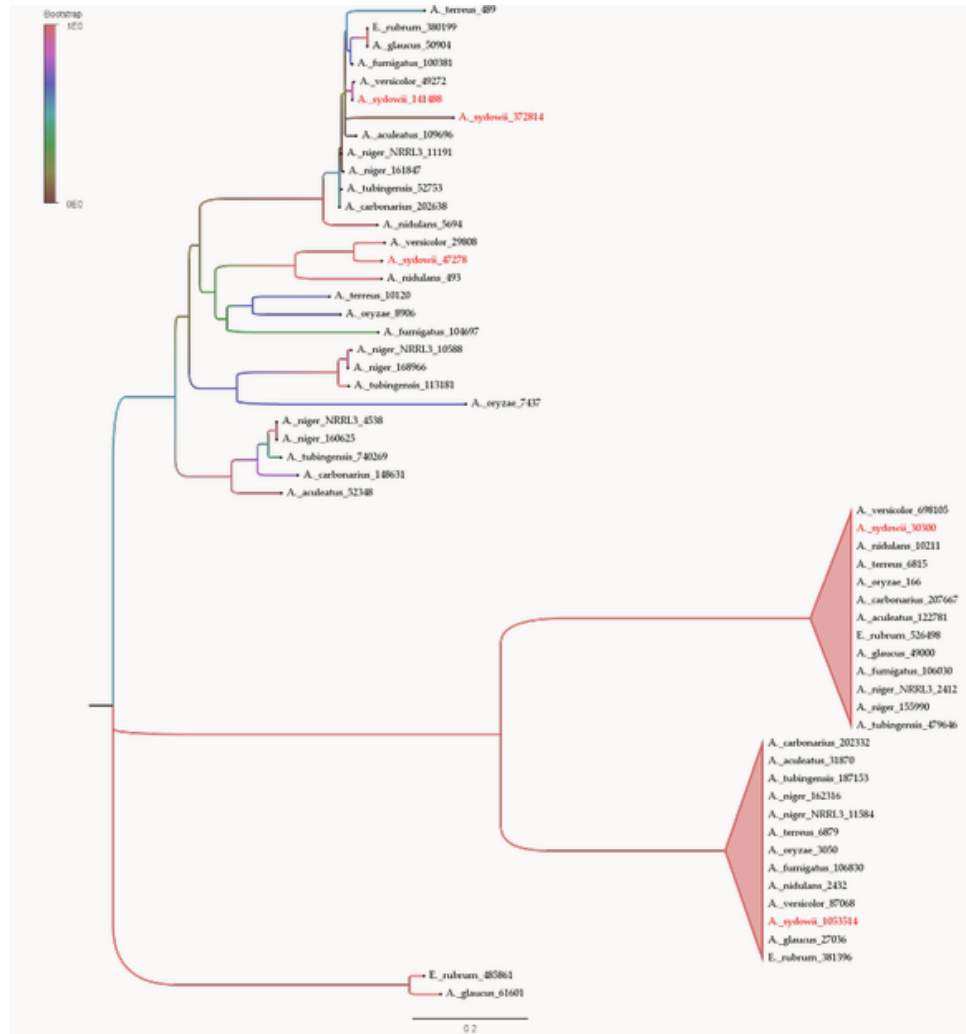 Bootstrap
1E0
0E0
A._terreus_489
E._rubrum_380199
A._glaucus_50904
A._fumigatus_100381
A._versicolor_49272
A._sydowii_141488
A._sydowii_372814
A._aculeatus_109696
A._niger_NRRL3_11191
A._niger_161847
A._tubingensis_52753
A._carbonarius_202638
A._nidulans_5694
A._versicolor_29808
A._sydowii_47278
A._nidulans_493
A._terreus_10120
A._oryzae_8906
A._fumigatus_104697
A._niger_NRRL3_10588
A._niger_168966
A._tubingensis_113181
A._oryzae_7437
A._niger_NRRL3_4538
A._niger_160625
A._tubingensis_740269
A._carbonarius_148631
A._aculeatus_52348
A._versicolor_698105
A._sydowii_30300
A._nidulans_10211
A._terreus_6815
A._oryzae_166
A._carbonarius_207667
A._aculeatus_122781
E._rubrum_526498
A._glaucus_49000
A._fumigatus_106030
A._niger_NRRL3_2412
A._niger_155990
A._tubingensis_479646
A._carbonarius_202332
A._aculeatus_31870
A._tubingensis_187153
A._niger_162316
A._niger_NRRL3_11584
A._terreus_6879
A._oryzae_3050
A._fumigatus_106830
A._nidulans_2432
A._versicolor_87068
A._sydowii_1053514
A._glaucus_27036
E._rubrum_381396
E._rubrum_485861
A._glaucus_61601
0.2